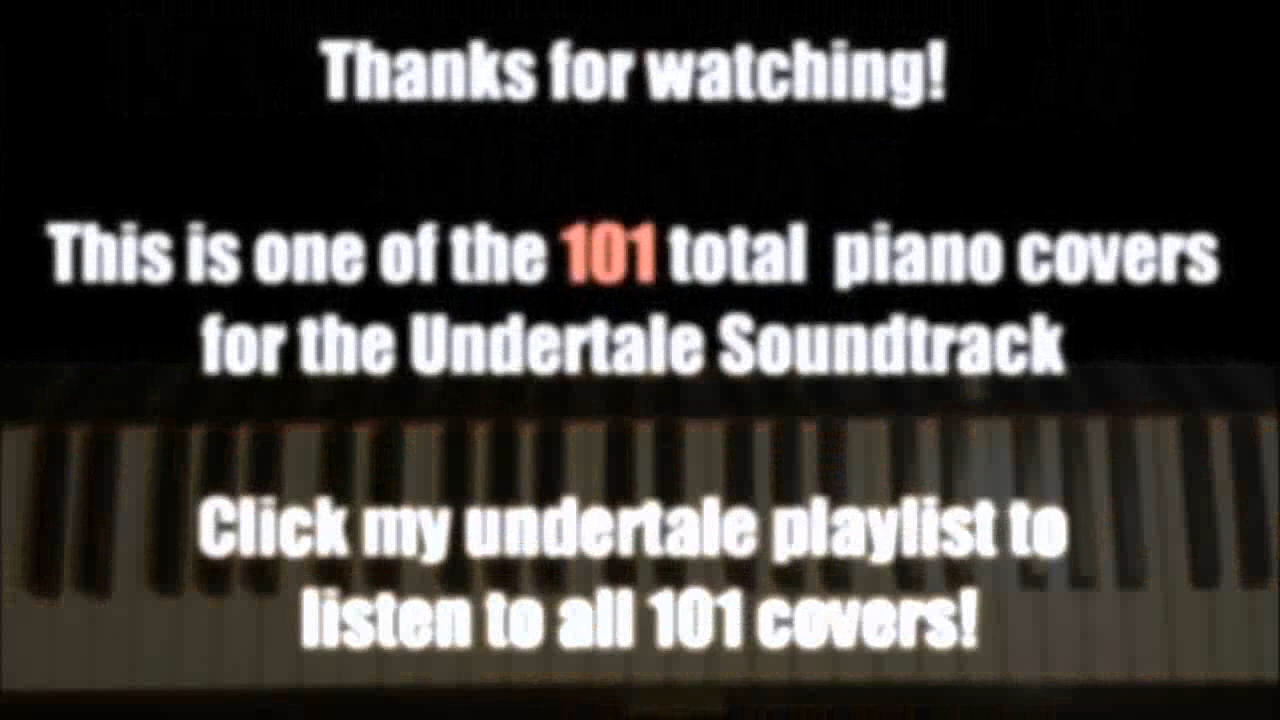 Thanks for watching!
This is one of the 101 total piano covers
for the Undertale Soundtrack
Click my undertale playlist to
listen to all 101 covers!